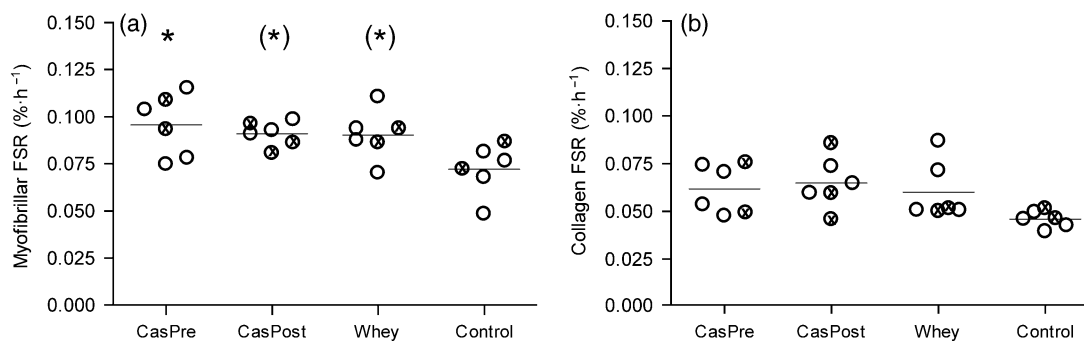 (a)
* (*) (*)
Myofibrillar FSR (%·h⁻¹)
0.150
0.125
0.100
0.075
0.050
0.025
0.000
CasPre CasPost Whey Control
(b)
Collagen FSR (%·h⁻¹)
0.150
0.125
0.100
0.075
0.050
0.025
0.000
CasPre CasPost Whey Control